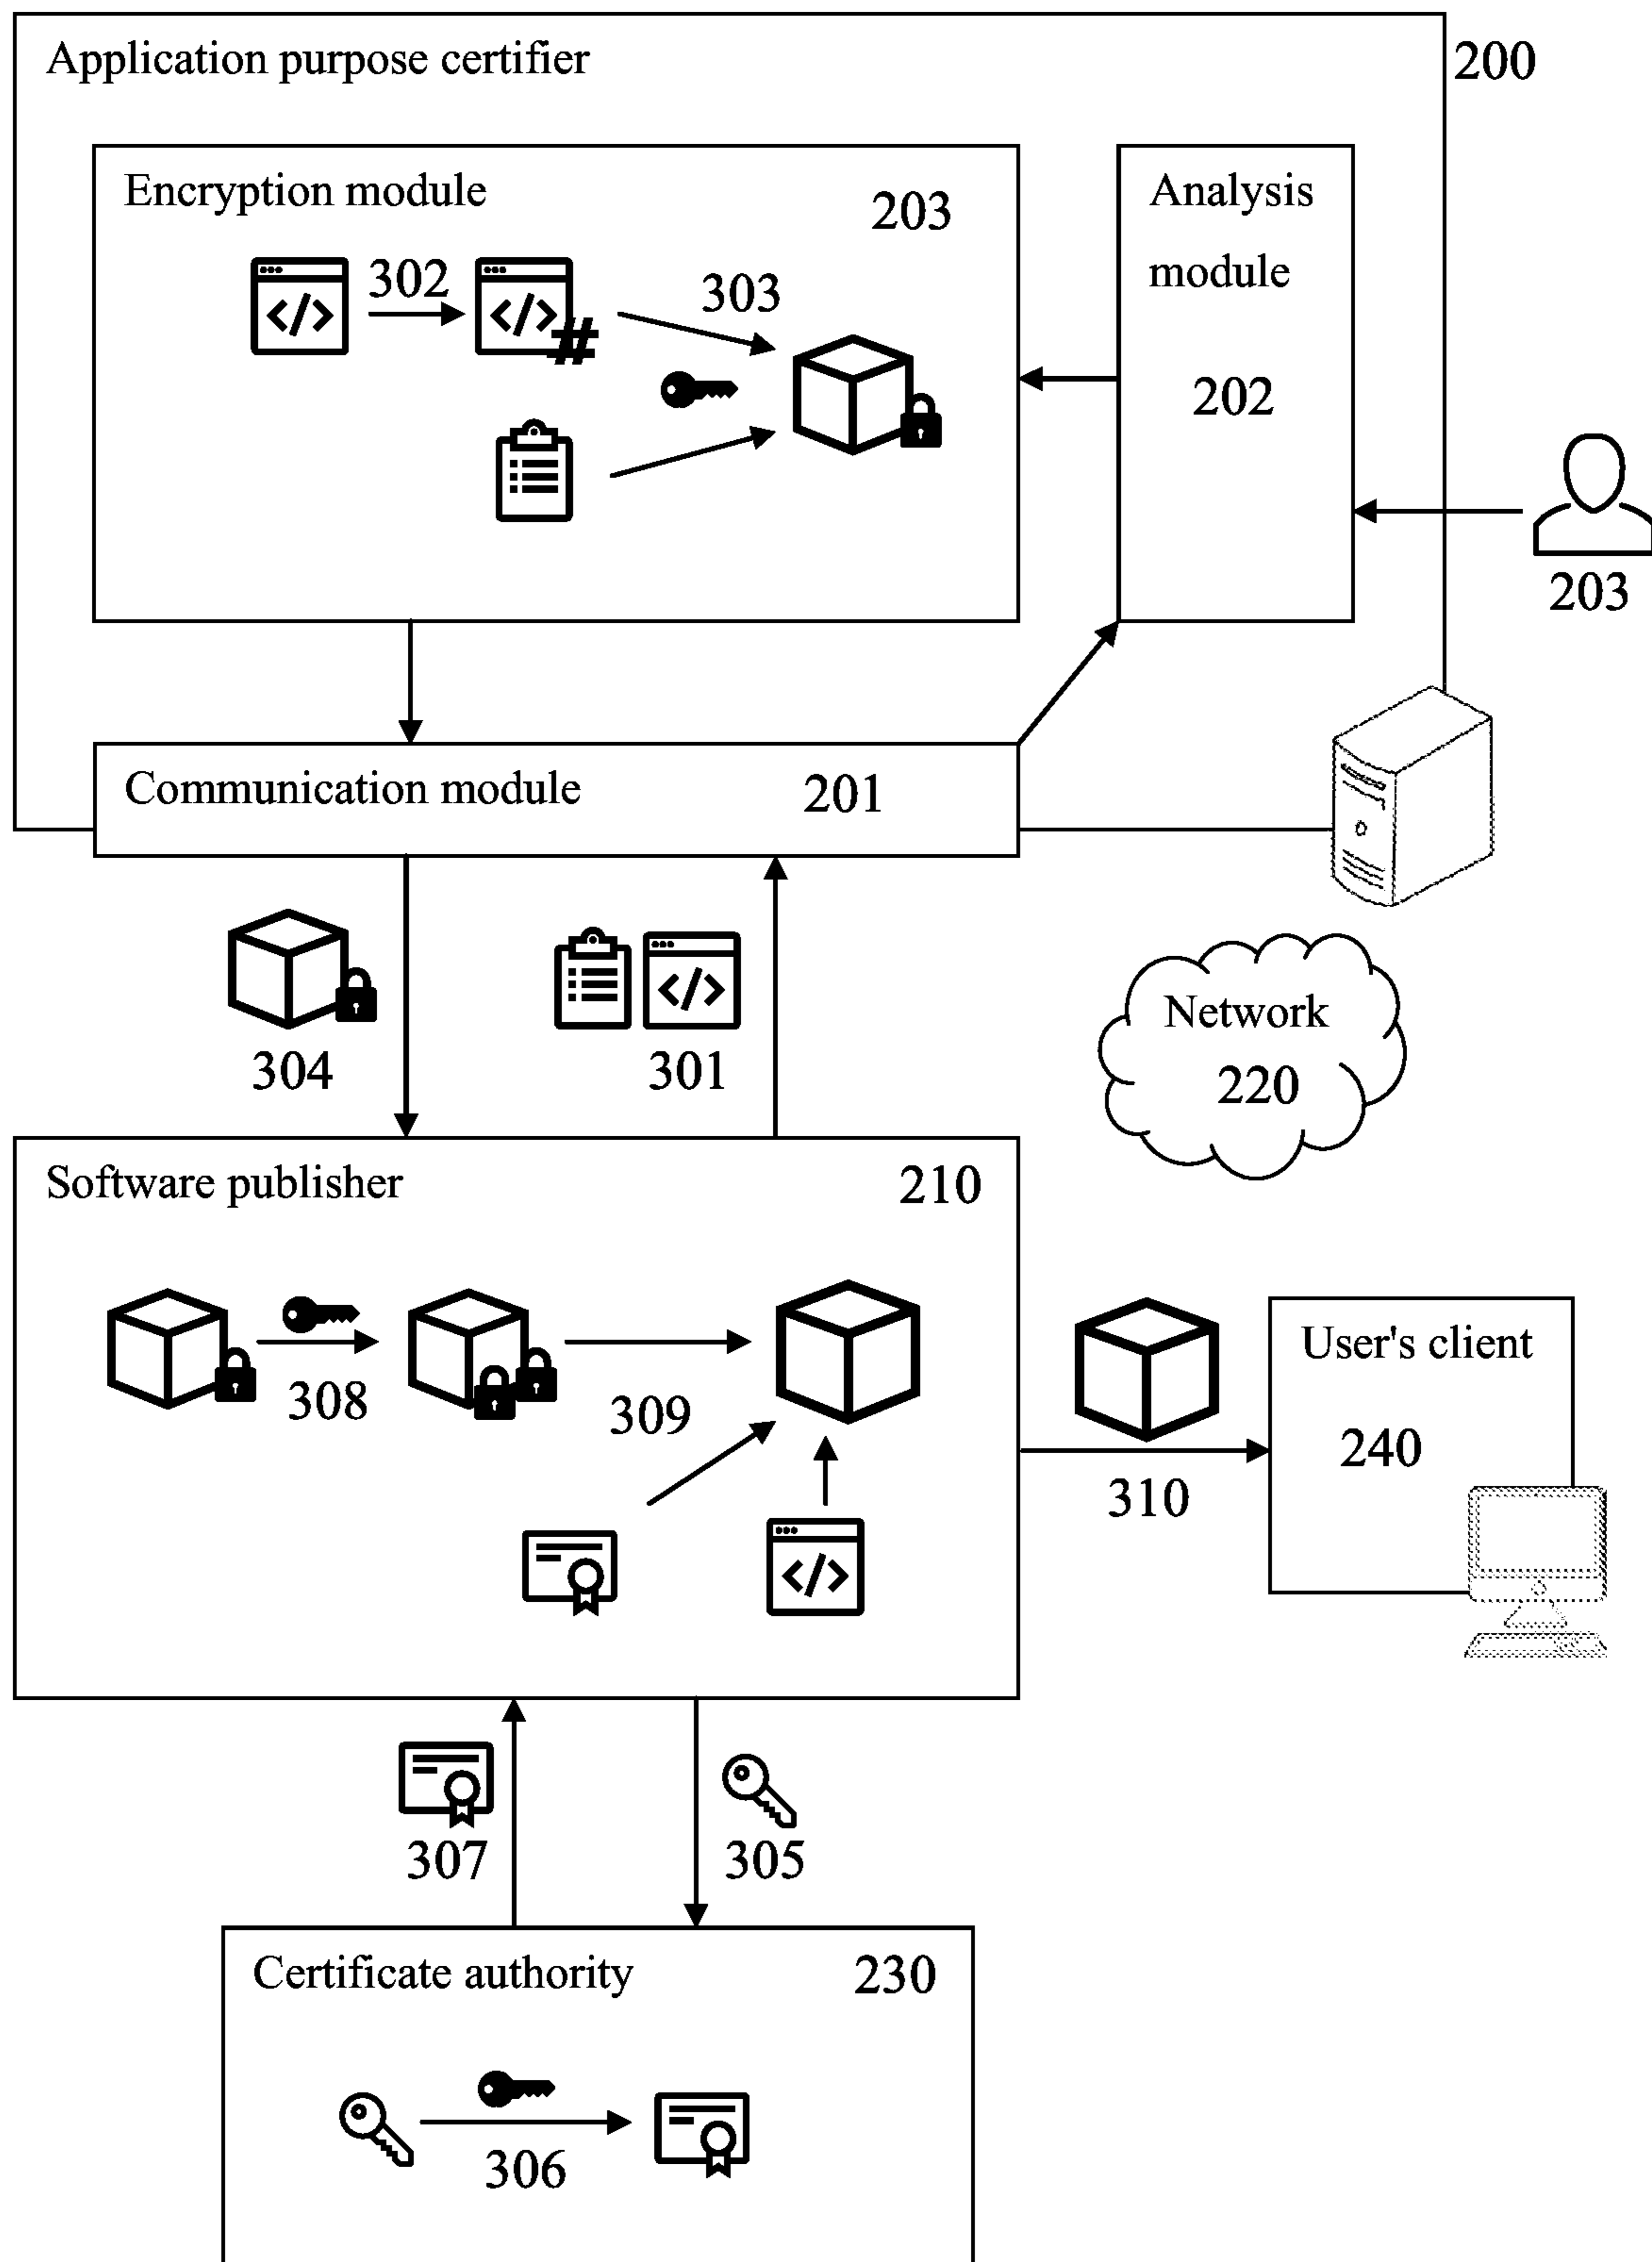 Application purpose certifier
200
Encryption module
203
Analysis
module
202
302
303
#
203
Communication module
201
304
301
Network
220
Software publisher
210
308
309
310
User's client
240
307
305
Certificate authority
230
306